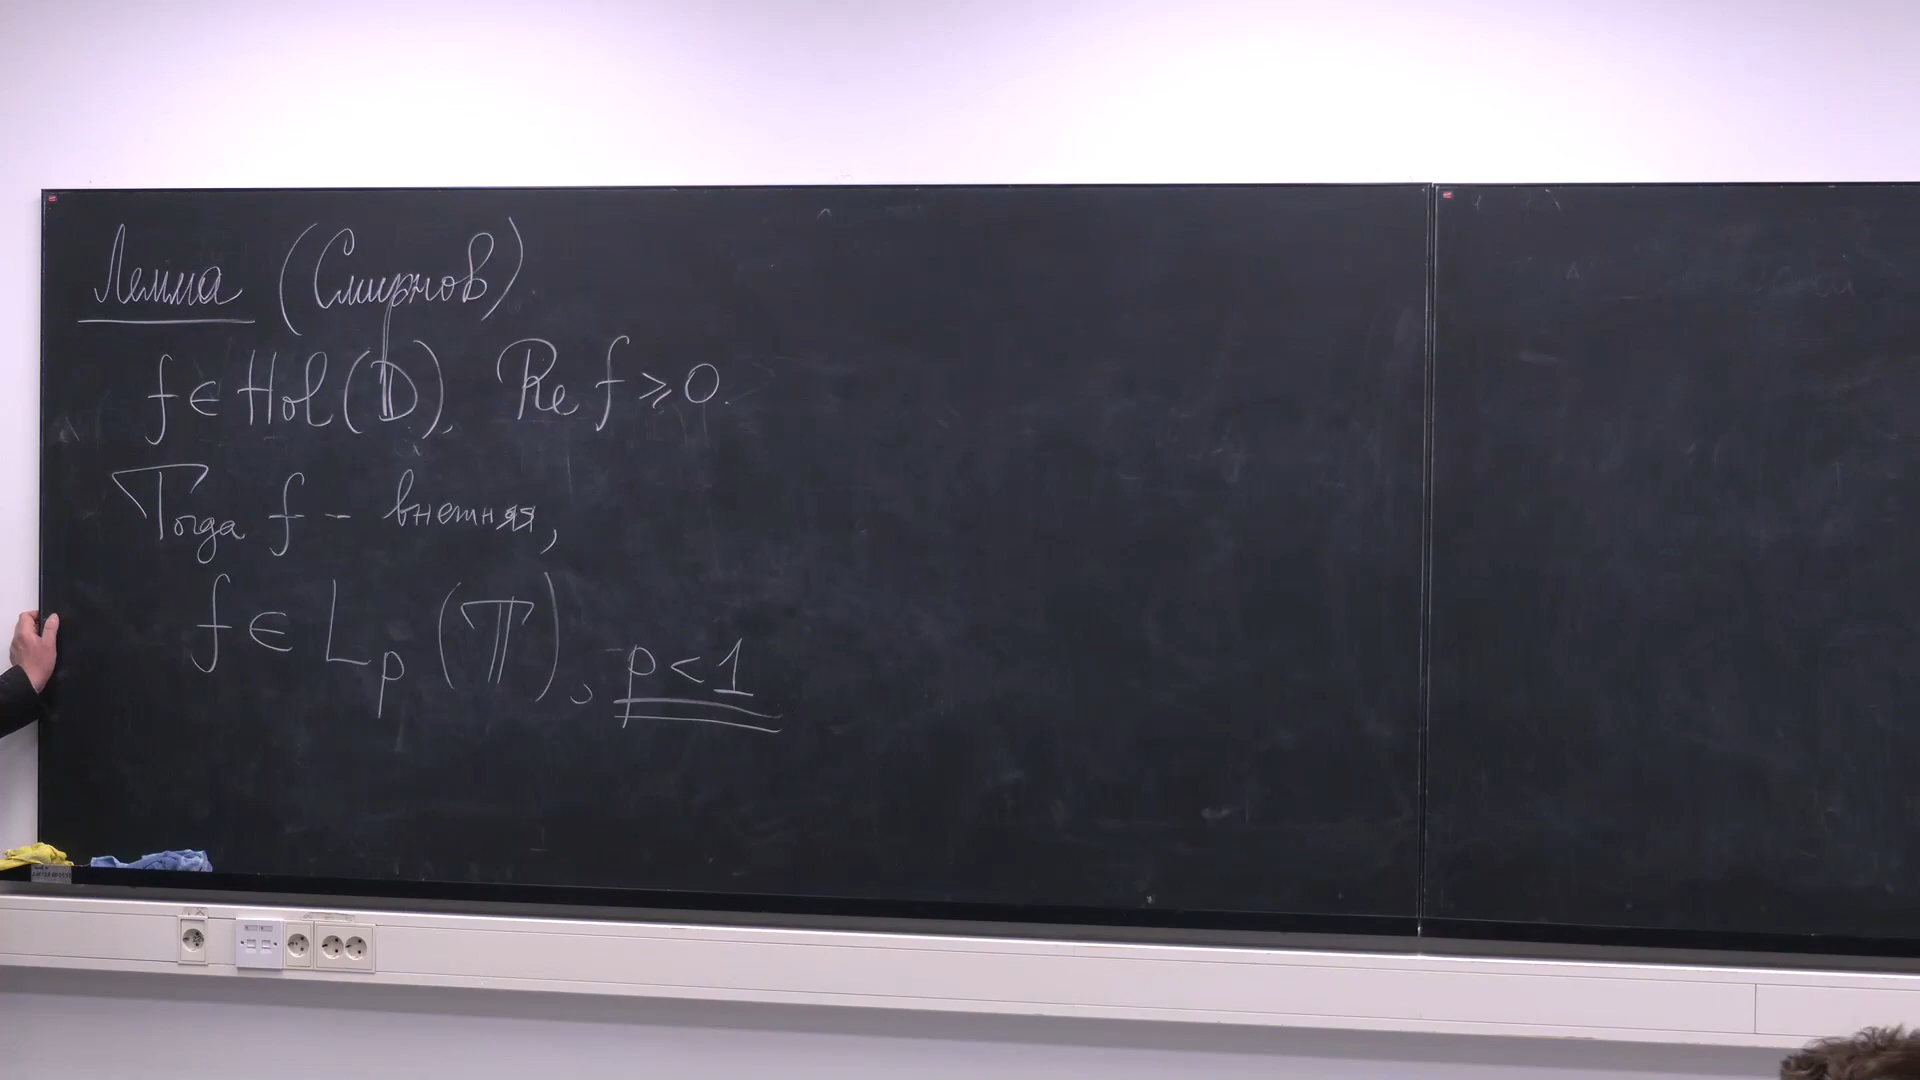 Лемма (Смирнов)
f ∈ Hol(𝔻), Re f ⩾ 0.
Тогда f – внешняя,
f ∈ L_p (𝕋), p < 1